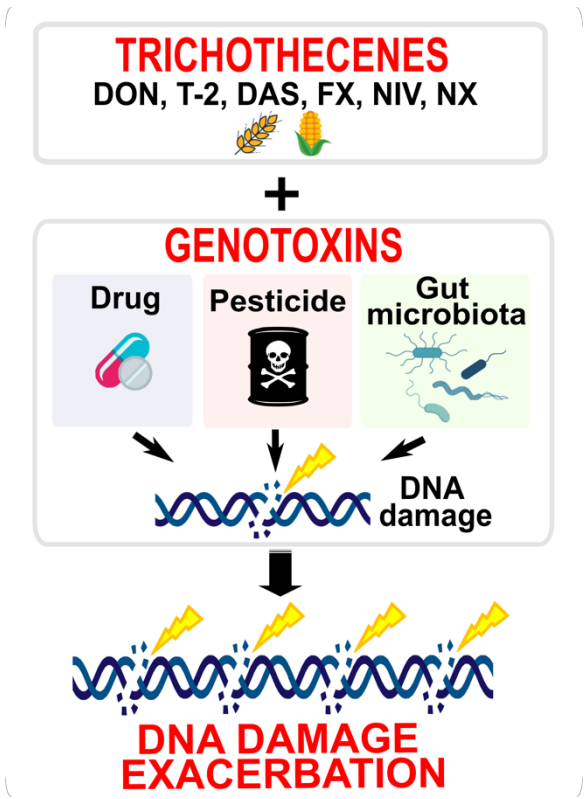 TRICHOTHECENES
DON, T-2, DAS, FX, NIV, NX
+
GENOTOXINS
Drug
Pesticide
Gut
microbiota
DNA
damage
DNA DAMAGE
EXACERBATION